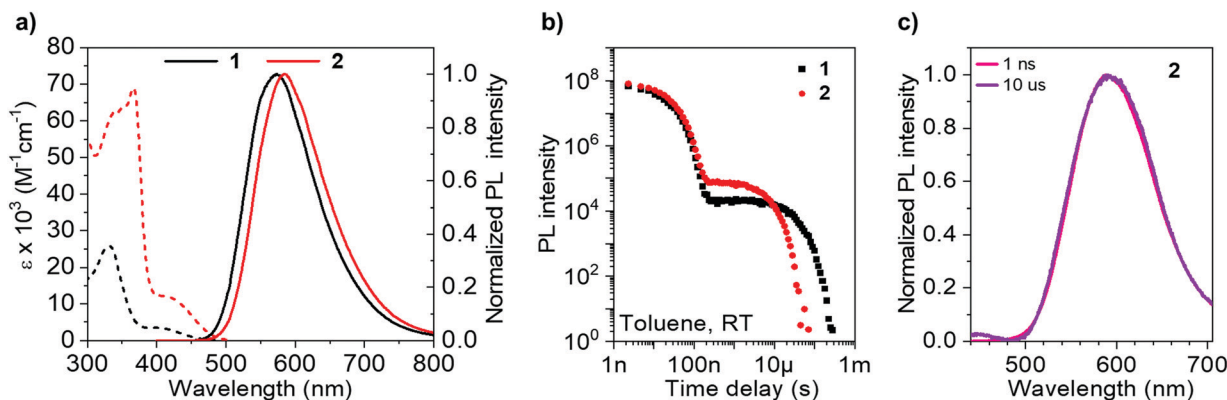 a)
1
2
ε x 10³ (M⁻¹cm⁻¹)
80
70
60
50
40
30
20
10
0
1.0
0.8
0.6
0.4
0.2
0.0
Normalized PL intensity
300 400 500 600 700 800
Wavelength (nm)
b)
1
2
PL intensity
10⁸
10⁶
10⁴
10²
10⁰
Toluene, RT
1n 100n 10µ 1m
Time delay (s)
c)
1 ns
10 us
2
Normalized PL intensity
1.0
0.8
0.6
0.4
0.2
0.0
500 600 700
Wavelength (nm)